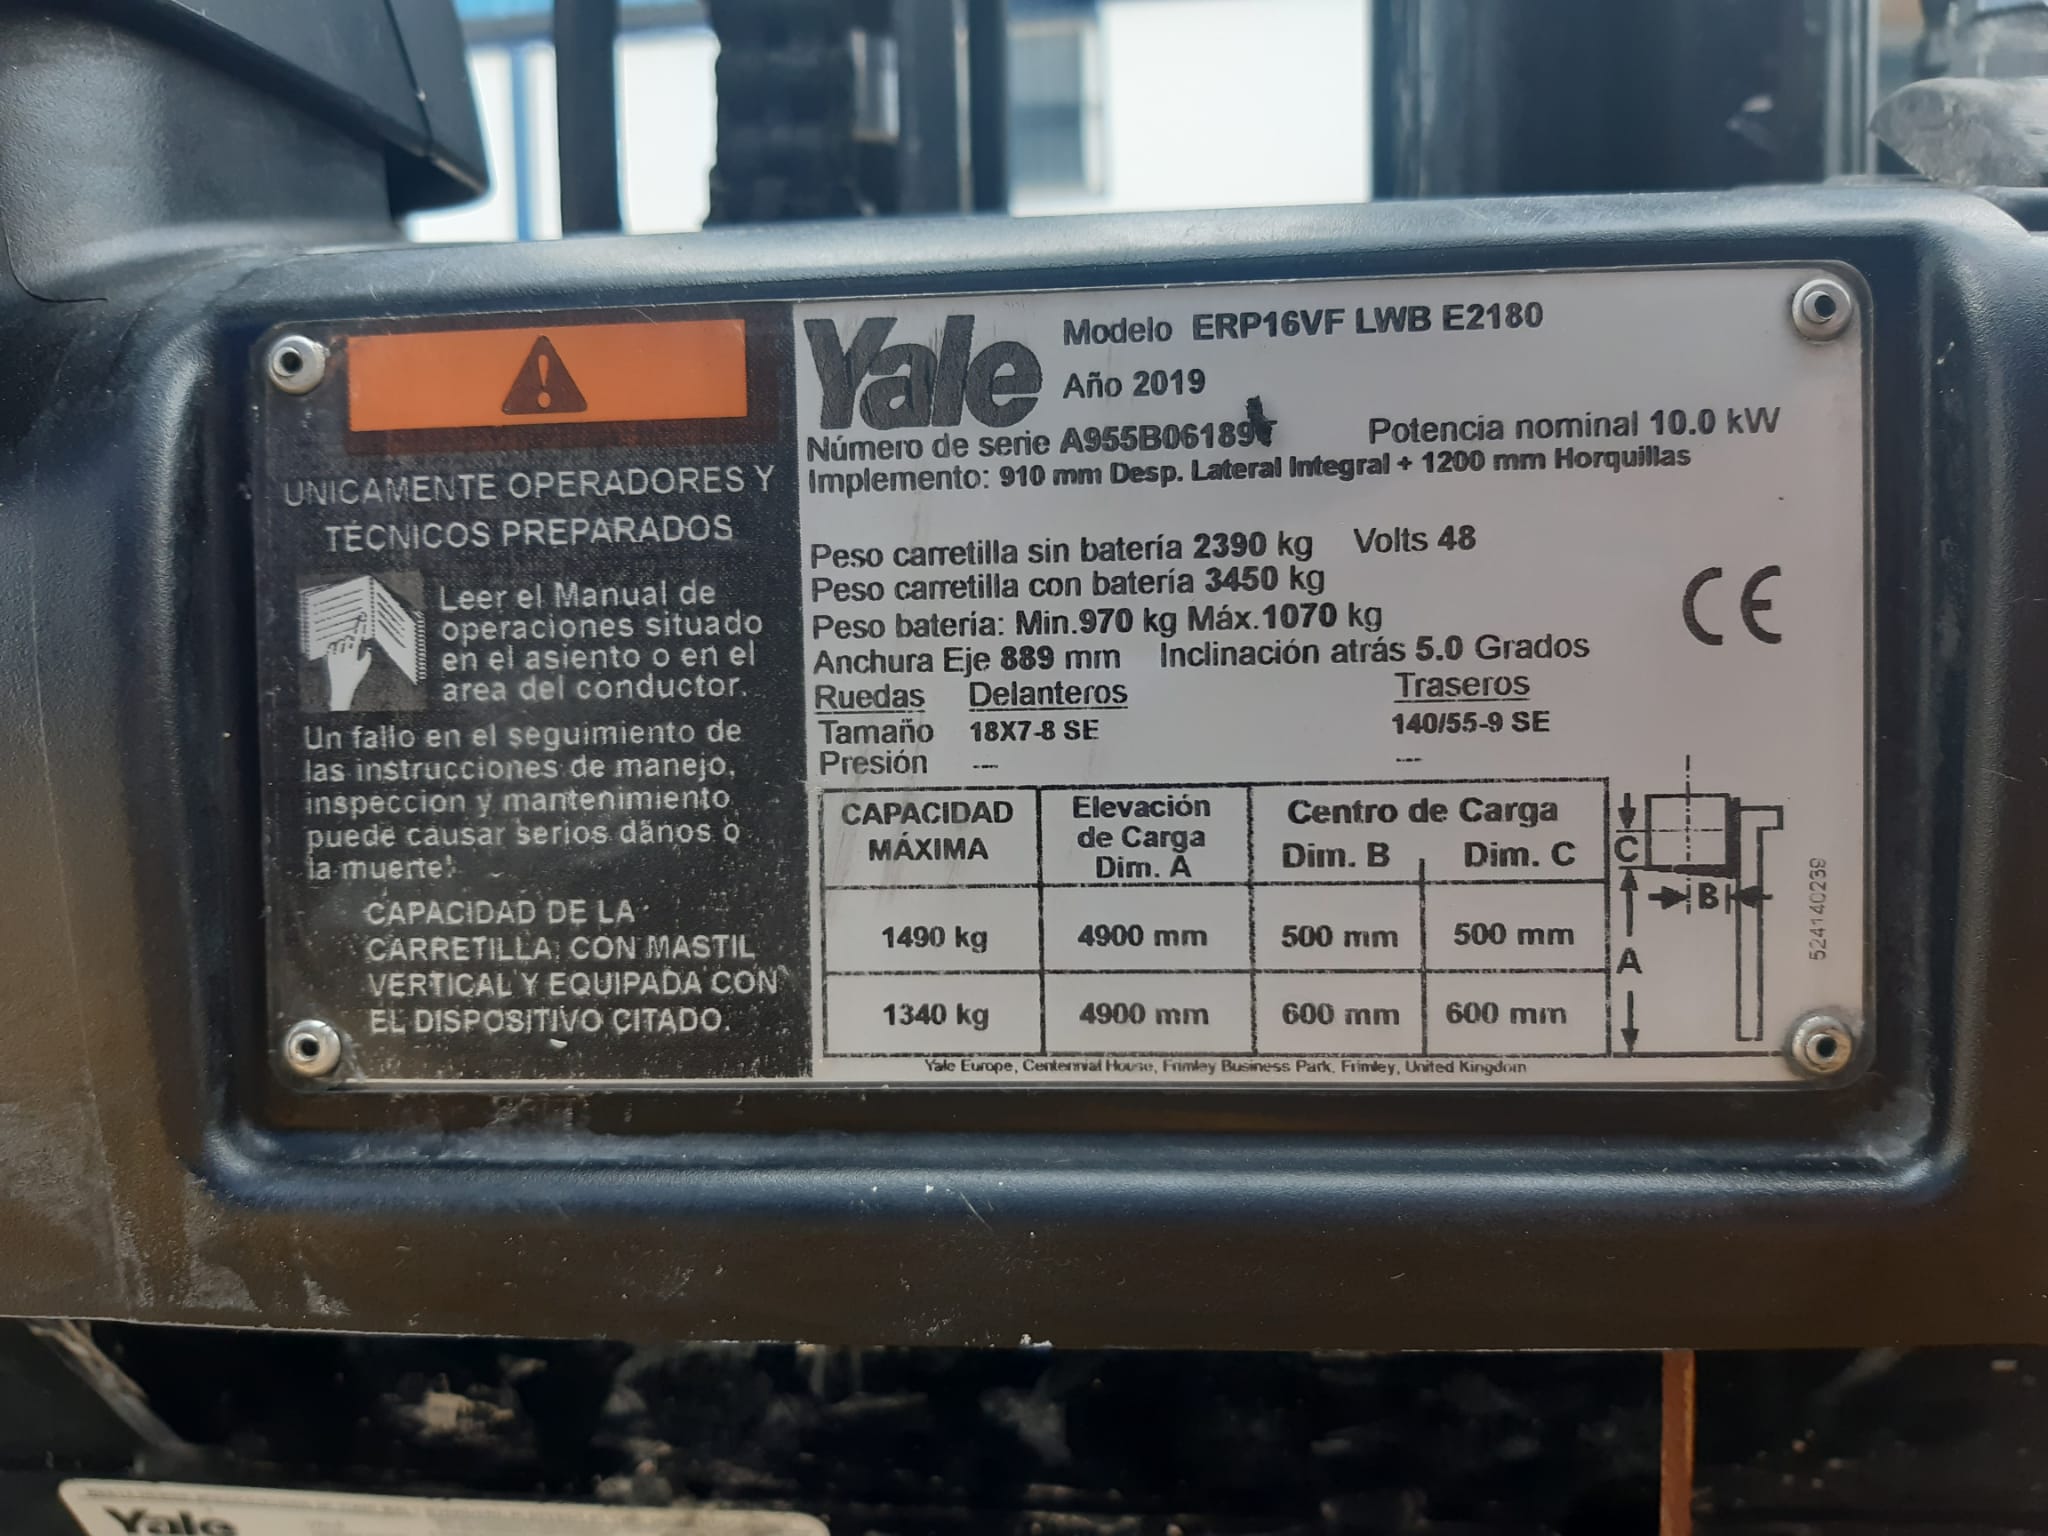 UNICAMENTE OPERADORES Y
TÉCNICOS PREPARADOS
Leer el Manual de
operaciones situado
en el asiento o en el
area del conductor.
Un fallo en el seguimiento de
las instrucciones de manejo,
inspeccion y mantenimiento
puede causar serios daños o
la muerte.
CAPACIDAD DE LA
CARRETILLA CON MASTIL
VERTICAL Y EQUIPADA CON
EL DISPOSITIVO CITADO.
Yale
Modelo ERP16VF LWB E2180
Año 2019
Número de serie Potencia nominal 10.0 kW
Implemento: 910 mm Desp. Lateral Integral + 1200 mm Horquillas
Peso carretilla sin batería 2390 kg Volts 48
Peso carretilla con batería 3450 kg
Peso batería: Min.970 kg Máx.1070 kg
CE
Anchura Eje 889 mm Inclinación atrás 5.0 Grados
Ruedas Delanteros Traseros
Tamaño 18X7-8 SE 140/55-9 SE
Presión --- ---
CAPACIDAD MÁXIMA
Elevación de Carga Dim. A
Centro de Carga
Dim. B Dim. C
1490 kg 4900 mm 500 mm 500 mm
1340 kg 4900 mm 600 mm 600 mm
C
B
A
524140239
Yale Europe, Centennial House, Frimley Business Park, Frimley, United Kingdom
Yale